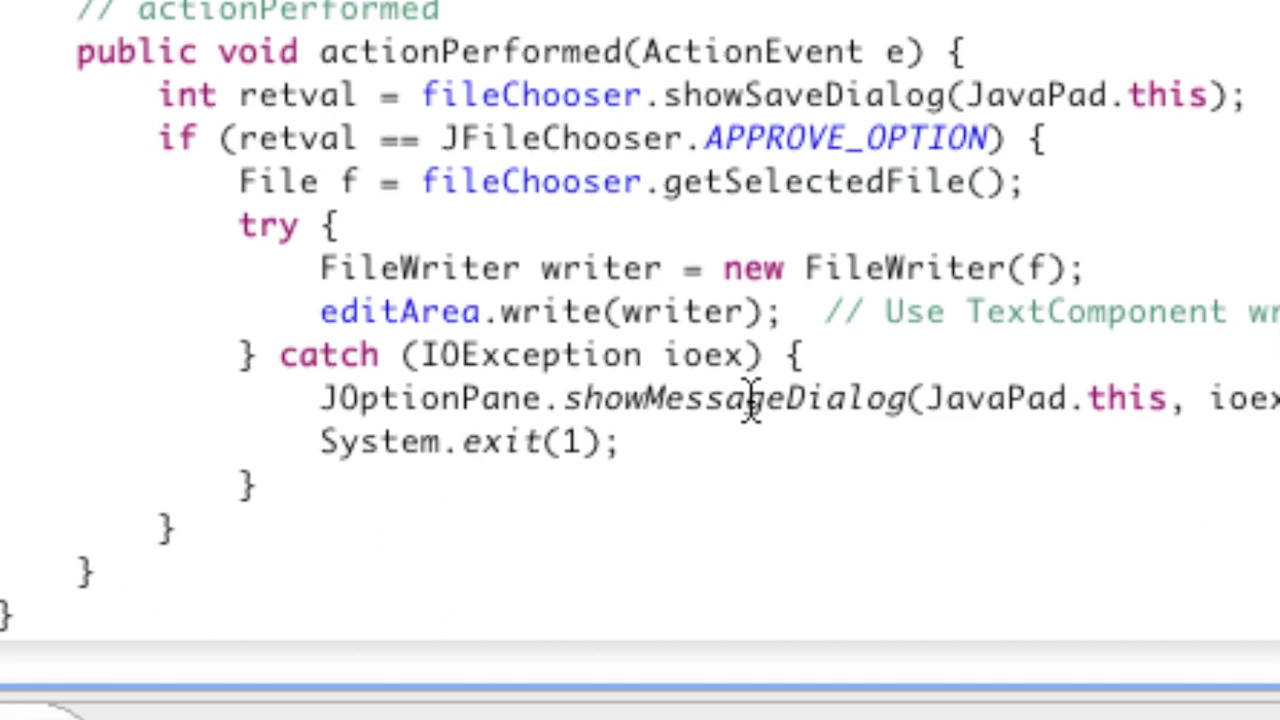 // actionPerformed
public void actionPerformed(ActionEvent e) {
int retval = fileChooser.showSaveDialog(JavaPad.this);
if (retval == JFileChooser.APPROVE_OPTION) {
File f = fileChooser.getSelectedFile();
try {
FileWriter writer = new FileWriter(f);
editArea.write(writer);  // Use TextComponent wr
} catch (IOException ioex) {
JOptionPane.showMessageDialog(JavaPad.this, ioex
System.exit(1);
}
}
}
}